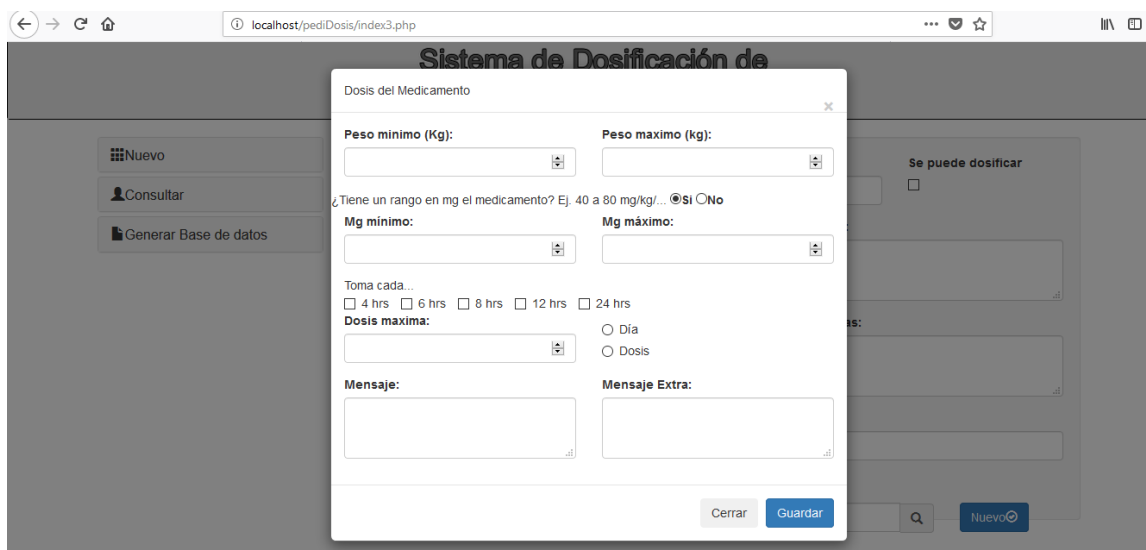 localhost/pediDosis/index3.php
Sistema de Dosificación de
Dosis del Medicamento
×
Peso minimo (Kg):
Peso maximo (kg):
Nuevo
Se puede dosificar
Consultar
¿Tiene un rango en mg el medicamento? Ej. 40 a 80 mg/kg/... Si No
Mg mínimo:
Mg máximo:
Generar Base de datos
Toma cada...
4 hrs 6 hrs 8 hrs 12 hrs 24 hrs
Dosis maxima:
Día
as:
Dosis
Mensaje:
Mensaje Extra:
Cerrar
Guardar
Nuevo